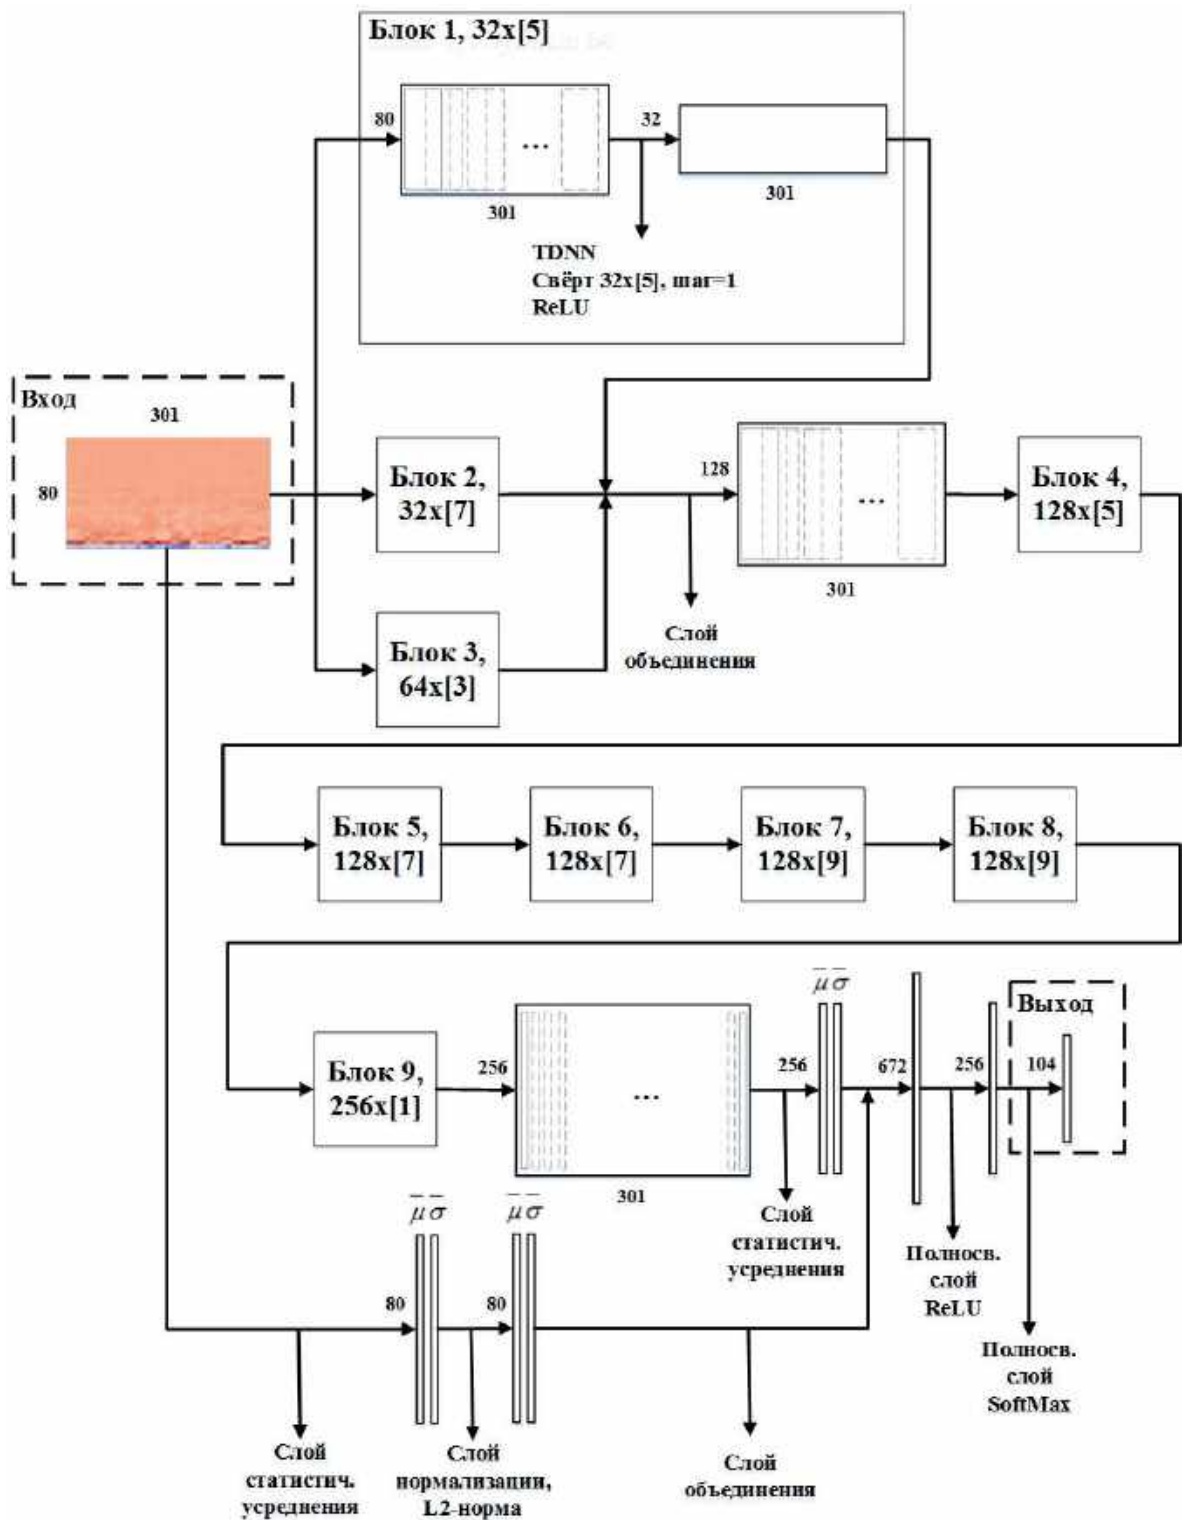 Блок 1, 32x[5]
80
32
...
301
301
TDNN
Свёрт 32x[5], шаг=1
ReLU
Вход
301
80
Блок 2,
32x[7]
128
...
301
Блок 4,
128x[5]
Слой
объединения
Блок 3,
64x[3]
Блок 5,
128x[7]
Блок 6,
128x[7]
Блок 7,
128x[9]
Блок 8,
128x[9]
Блок 9,
256x[1]
256
...
301
256
μ σ
672
256
Выход
104
Слой
статистич.
усреднения
Полносв.
слой
ReLU
Полносв.
слой
SoftMax
μ σ
μ σ
80
80
Слой
статистич.
усреднения
Слой
нормализации,
L2-норма
Слой
объединения